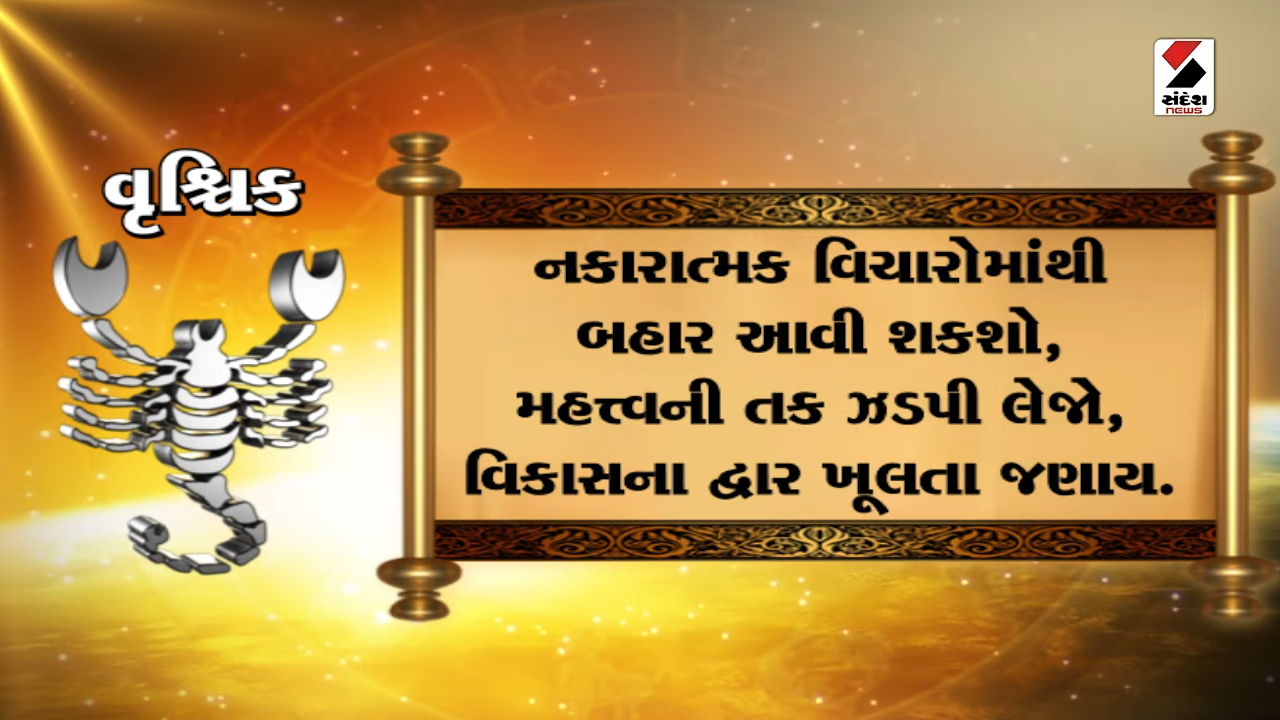 સંદેશ
NEWS
વૃશ્ચિક
નકારાત્મક વિચારોમાંથી
બહાર આવી શકશો,
મહત્ત્વની તક ઝડપી લેજો,
વિકાસના દ્વાર ખૂલતા જણાય.